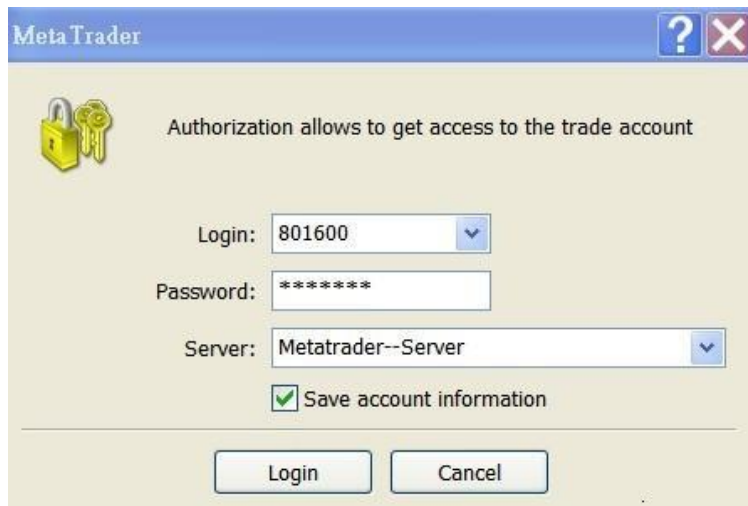 MetaTrader
?
Authorization allows to get access to the trade account
Login: 801600
Password: *******
Server: Metatrader--Server
Save account information
Login Cancel